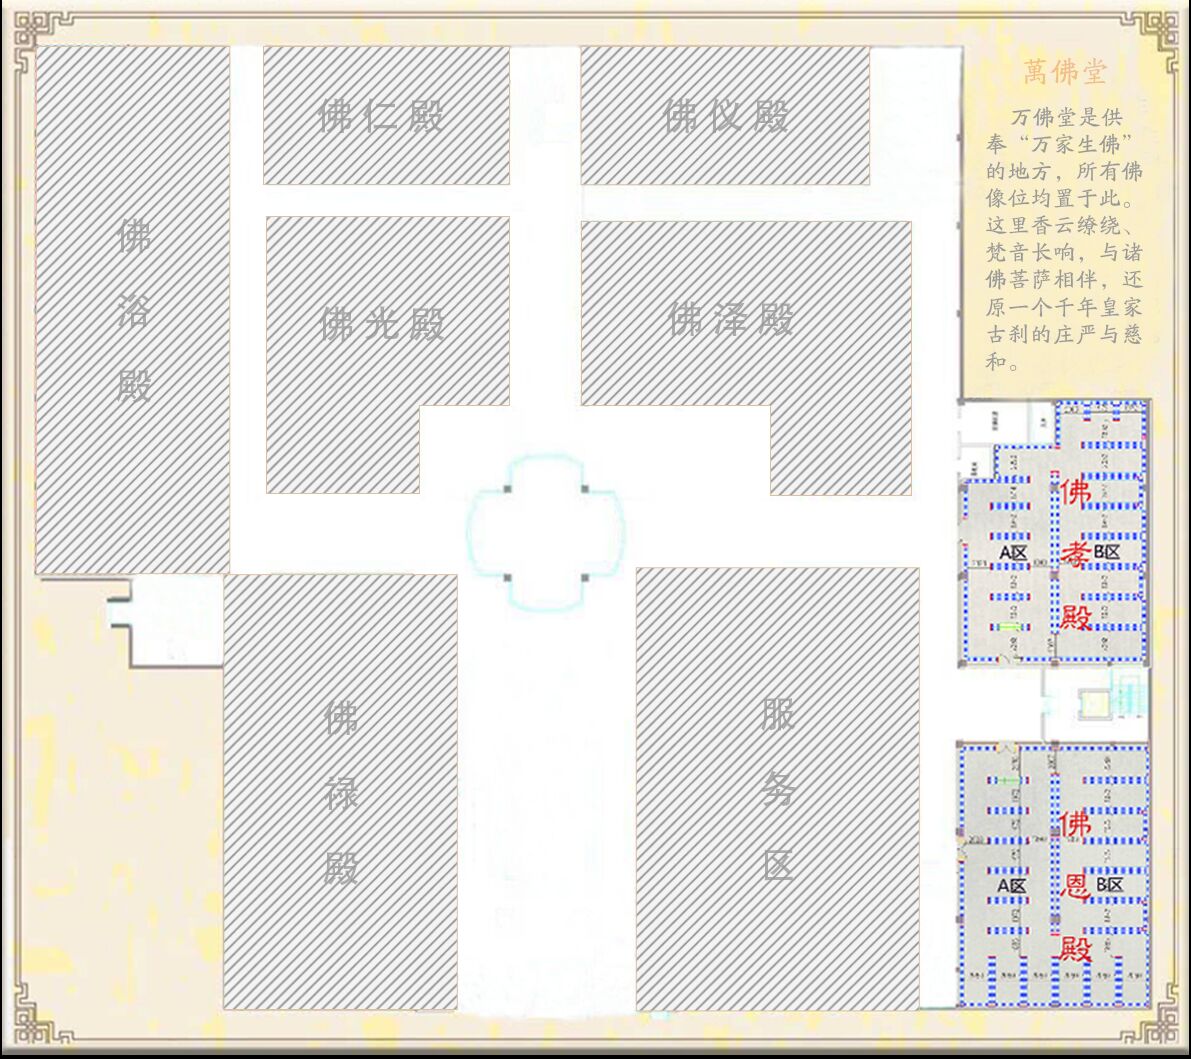 佛仁殿
佛仪殿
萬佛堂
万佛堂是供
奉“万家生佛”
的地方，所有佛
像位均置于此。
这里香云缭绕、
梵音长响，与诸
佛菩萨相伴，还
原一个千年皇家
古刹的庄严与慈
和。
佛浴殿
佛光殿
佛泽殿
佛孝殿
A区
B区
佛禄殿
服务区
佛恩殿
A区
B区